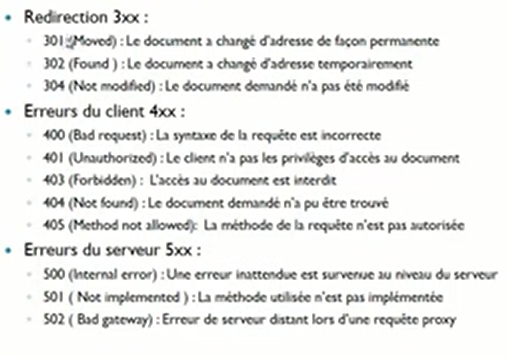 Redirection 3xx :
301 (Moved) : Le document a changé d'adresse de façon permanente
302 (Found ) : Le document a changé d'adresse temporairement
304 (Not modified) : Le document demandé n'a pas été modifié
Erreurs du client 4xx :
400 (Bad request) : La syntaxe de la requête est incorrecte
401 (Unauthorized) : Le client n'a pas les privilèges d'accès au document
403 (Forbidden) : L'accès au document est interdit
404 (Not found) : Le document demandé n'a pu être trouvé
405 (Method not allowed): La méthode de la requête n'est pas autorisée
Erreurs du serveur 5xx :
500 (Internal error) : Une erreur inattendue est survenue au niveau du serveur
501 ( Not implemented ) : La méthode utilisée n'est pas implémentée
502 ( Bad gateway) : Erreur de serveur distant lors d'une requête proxy